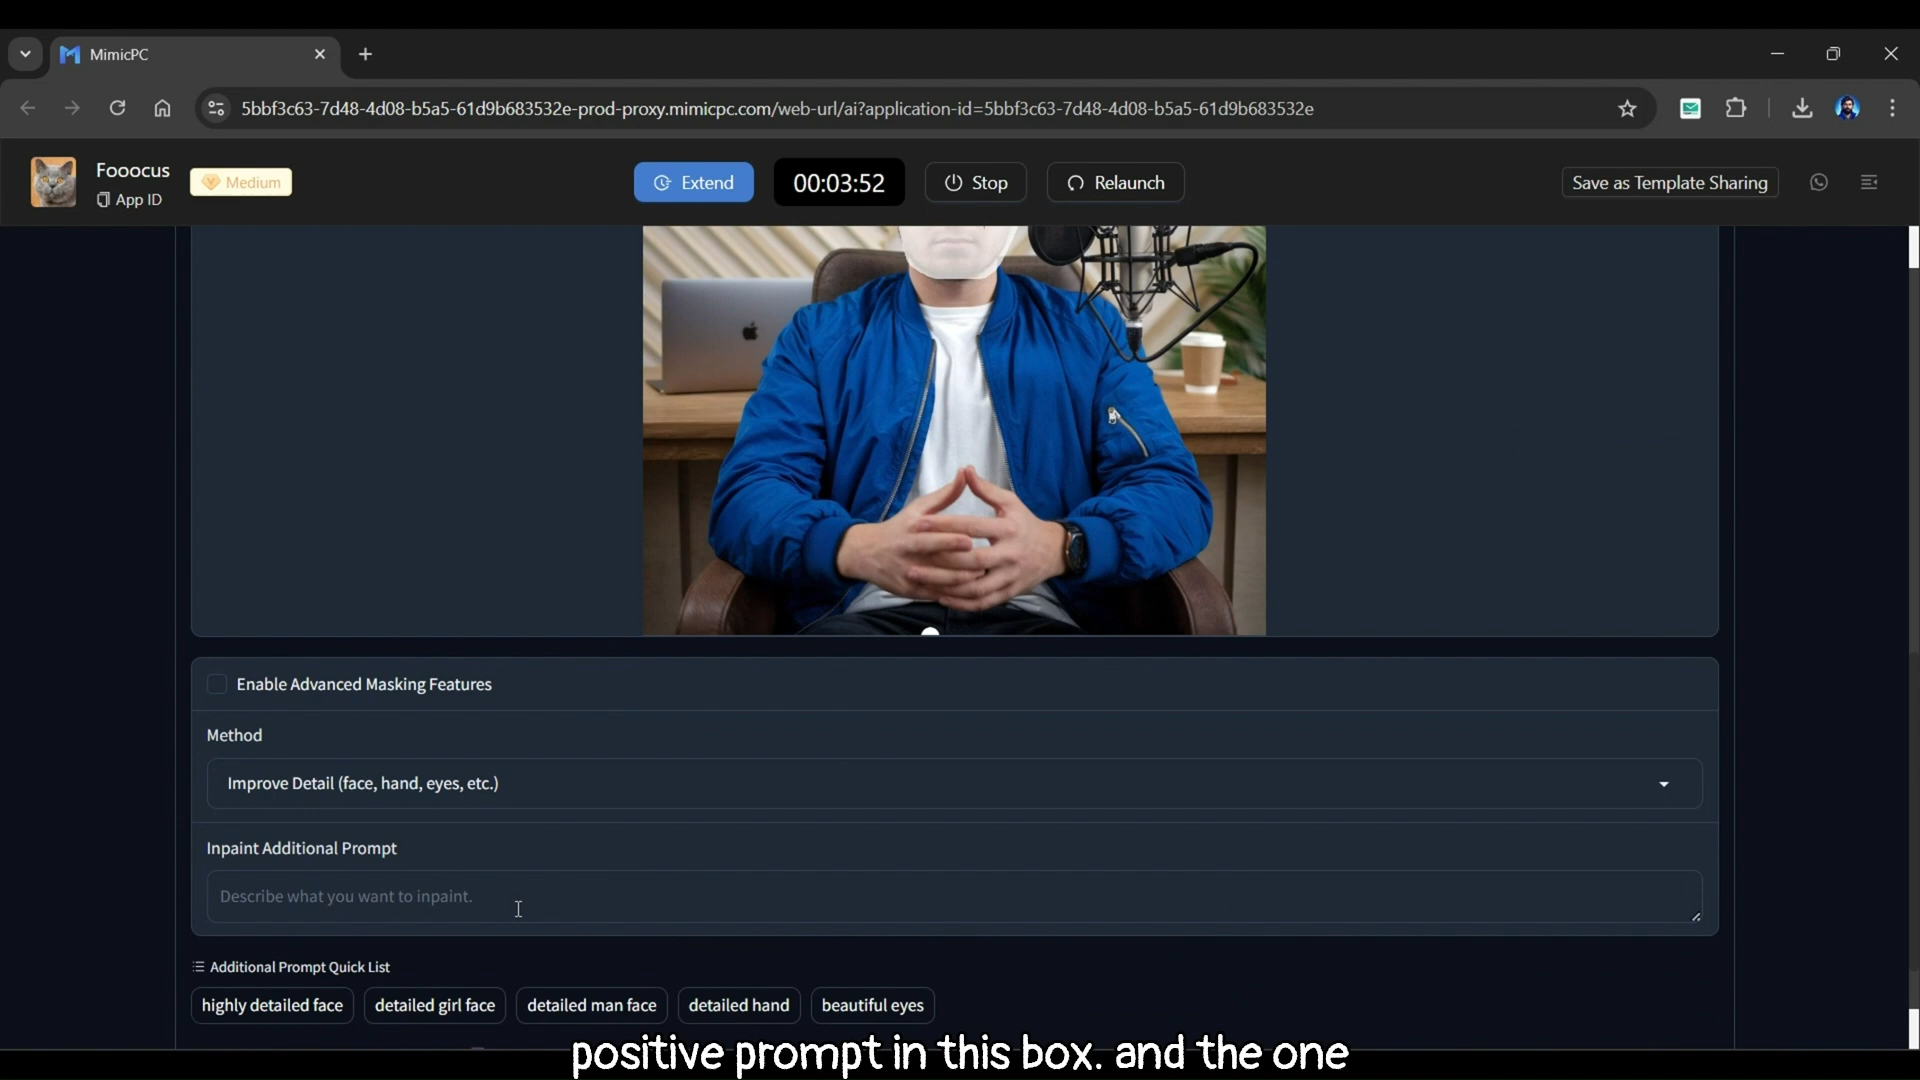 MimicPC
5bbf3c63-7d48-4d08-b5a5-61d9b683532e-prod-proxy.mimicpc.com/web-url/ai?application-id=5bbf3c63-7d48-4d08-b5a5-61d9b683532e
Fooocus
App ID
Medium
Extend
00:03:52
Stop
Relaunch
Save as Template Sharing
Enable Advanced Masking Features
Method
Improve Detail (face, hand, eyes, etc.)
Inpaint Additional Prompt
Describe what you want to inpaint.
Additional Prompt Quick List
highly detailed face
detailed girl face
detailed man face
detailed hand
beautiful eyes
positive prompt in this box. and the one